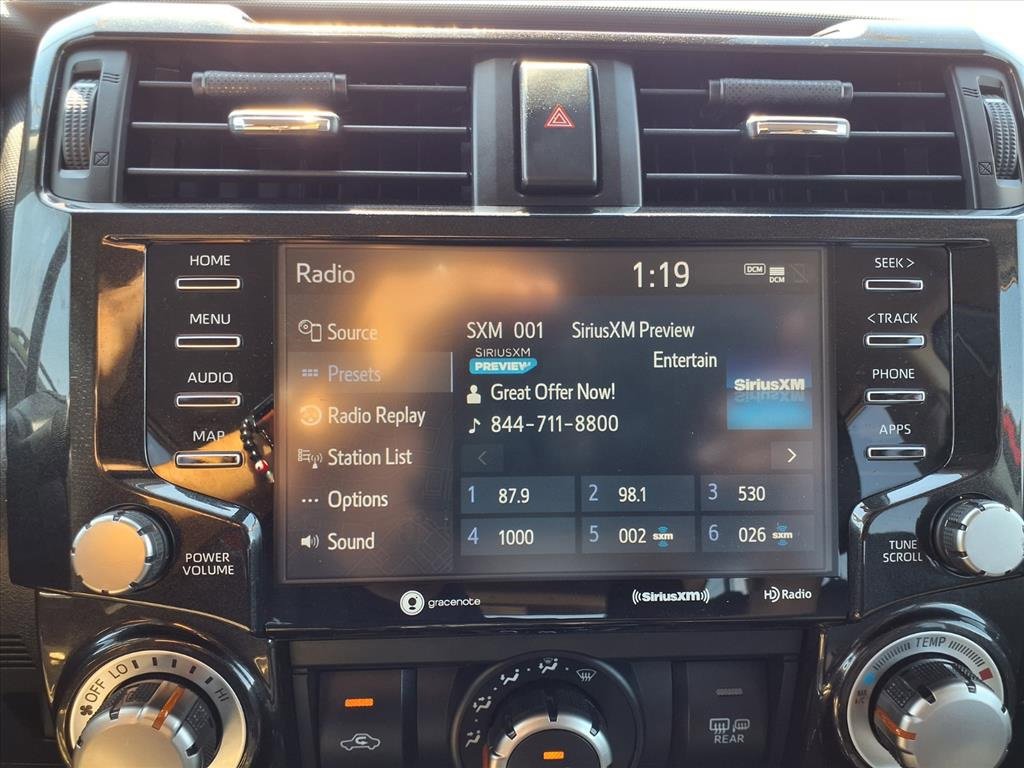 HOME
MENU
AUDIO
MAP
POWER
VOLUME
Radio
1:19
DCM
DCM
Source
Presets
Radio Replay
Station List
Options
Sound
SXM 001 SiriusXM Preview
SIRIUSXM
PREVIEW
Entertain
Great Offer Now!
844-711-8800
SiriusXM
1 87.9
2 98.1
3 530
4 1000
5 002 sxm
6 026 sxm
SEEK >
< TRACK
PHONE
APPS
TUNE
SCROLL
gracenote
((SiriusXM))
HD Radio
OFF LO HI
REAR
TEMP